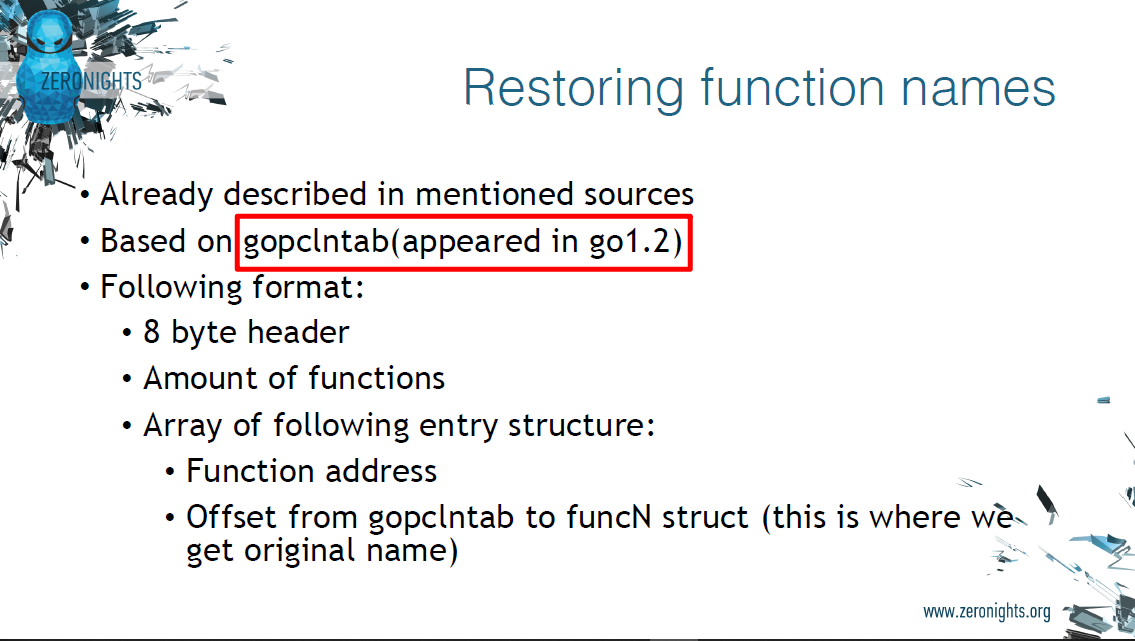 ZERONIGHTS
Restoring function names
• Already described in mentioned sources
• Based on gopclntab(appeared in go1.2)
• Following format:
• 8 byte header
• Amount of functions
• Array of following entry structure:
• Function address
• Offset from gopclntab to funcN struct (this is where we
get original name)
www.zeronights.org